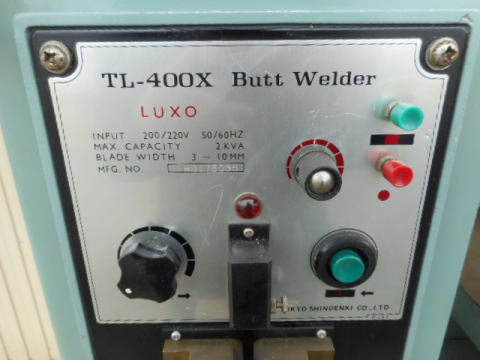 TL-400X Butt Welder
LUXO
INPUT 200/220V 50/60HZ
MAX. CAPACITY 2KVA
BLADE WIDTH 3 ~ 10MM
MFG. NO.
TOKYO SHINDENKI CO., LTD.